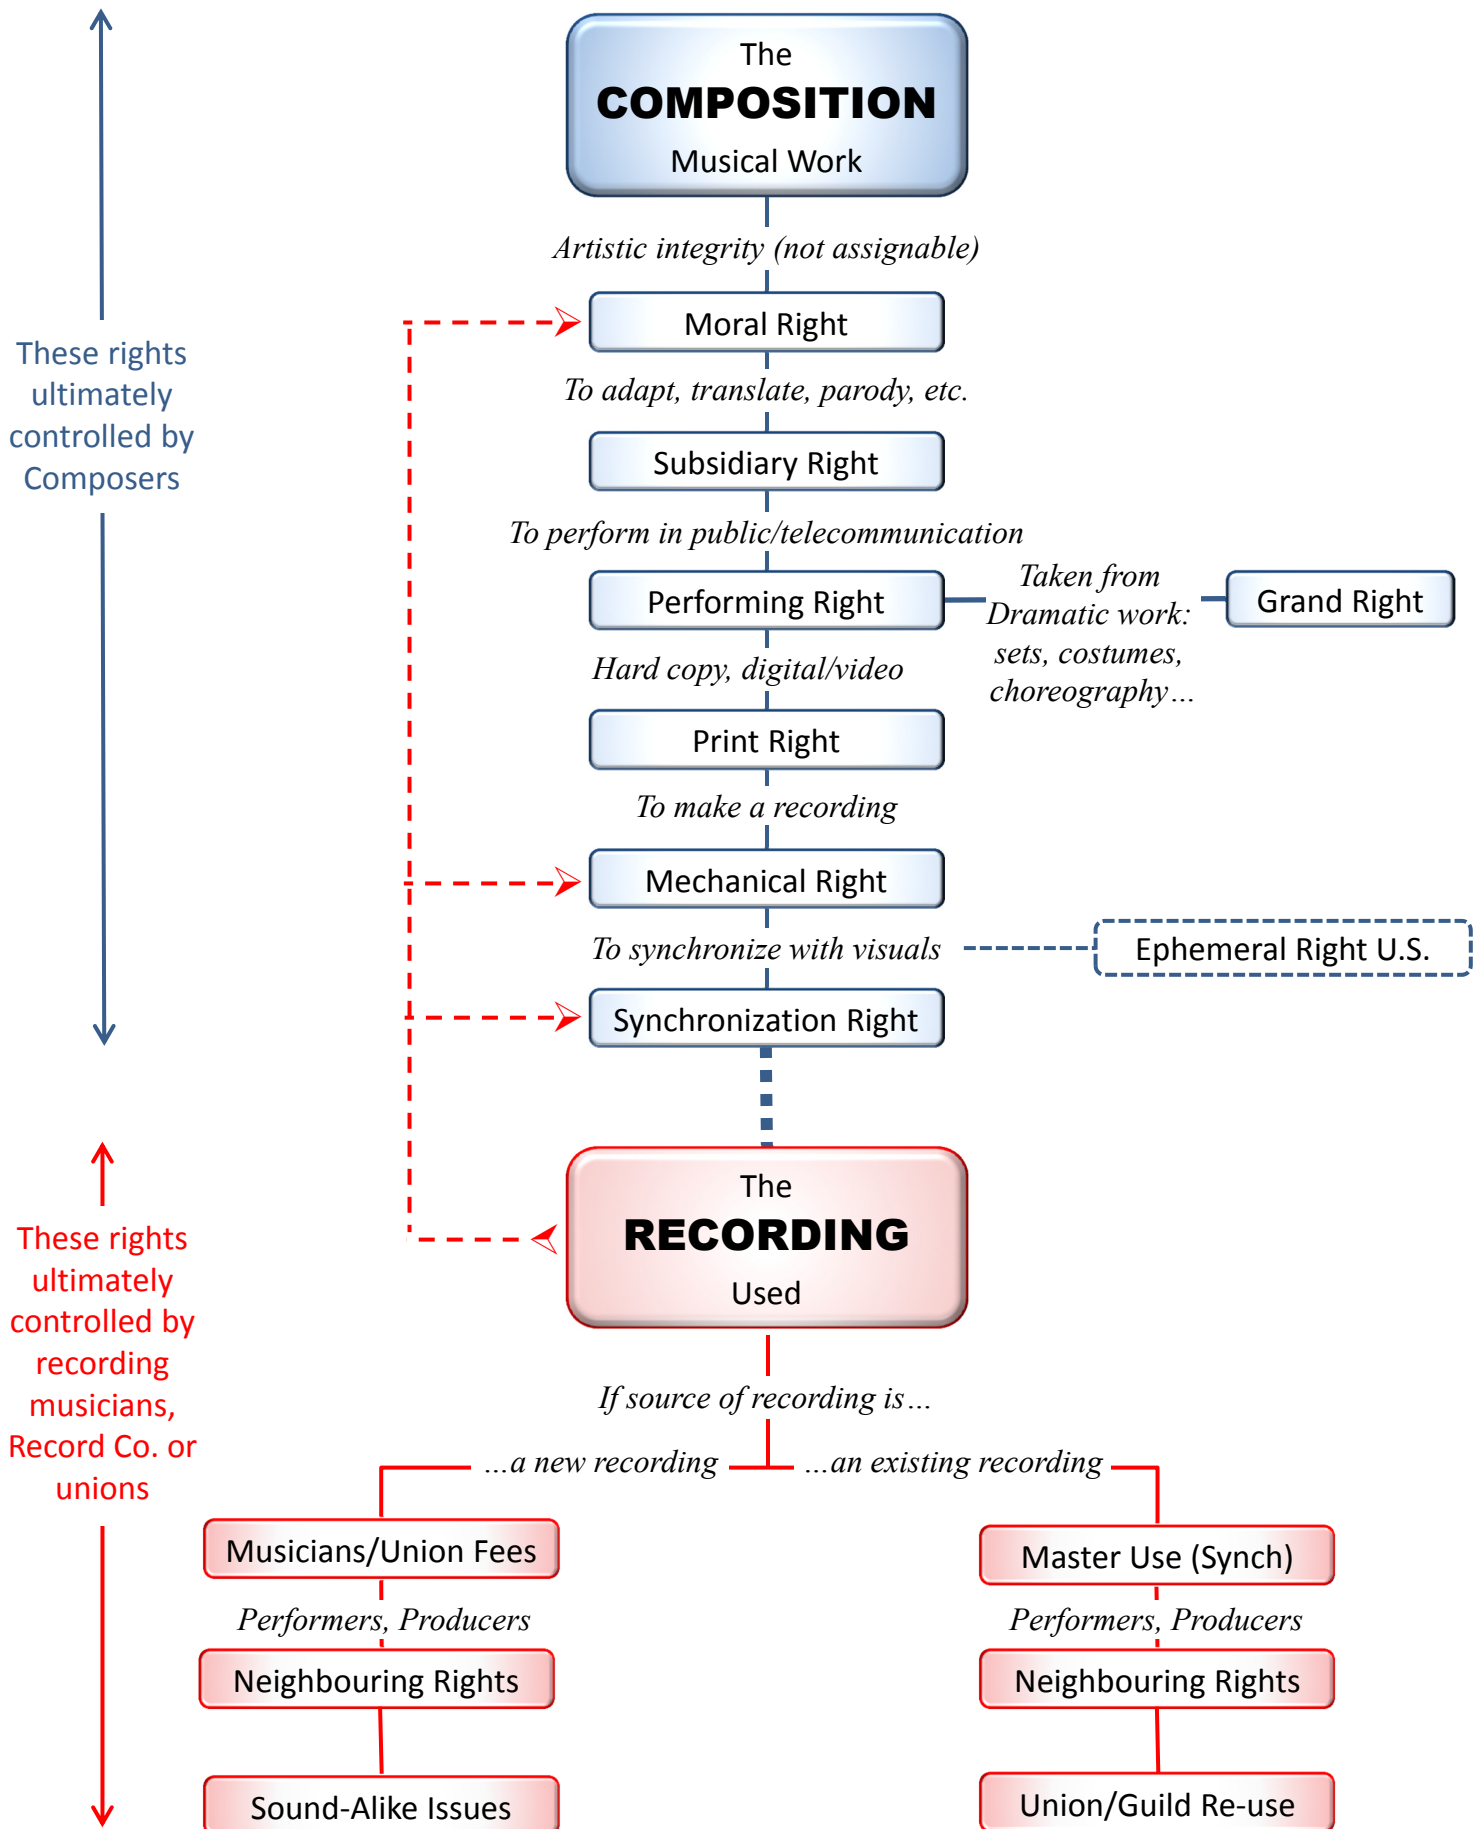 The
COMPOSITION
Musical Work
Artistic integrity (not assignable)
Moral Right
These rights
ultimately
controlled by
Composers
To adapt, translate, parody, etc.
Subsidiary Right
To perform in public/telecommunication
Performing Right
Taken from
Dramatic work:
sets, costumes,
choreography…
Grand Right
Hard copy, digital/video
Print Right
To make a recording
Mechanical Right
To synchronize with visuals
Ephemeral Right U.S.
Synchronization Right
The
RECORDING
Used
These rights
ultimately
controlled by
recording
musicians,
Record Co. or
unions
If source of recording is…
…a new recording
…an existing recording
Musicians/Union Fees
Master Use (Synch)
Performers, Producers
Performers, Producers
Neighbouring Rights
Neighbouring Rights
Sound-Alike Issues
Union/Guild Re-use